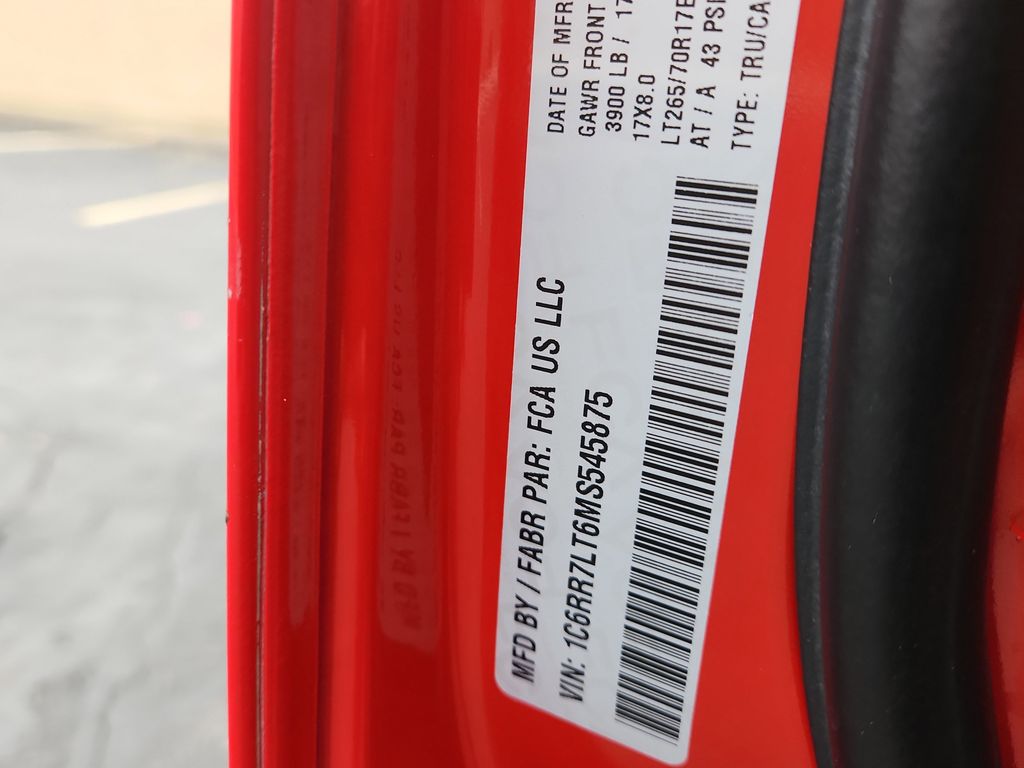 MFD BY / FABR PAR: FCA US LLC
VIN: 1C6RR7LT6MS545875
DATE OF MFR
GAWR FRONT
3900 LB / 17
17X8.0
LT265/70R17E
AT / A 43 PSI
TYPE: TRU/CA